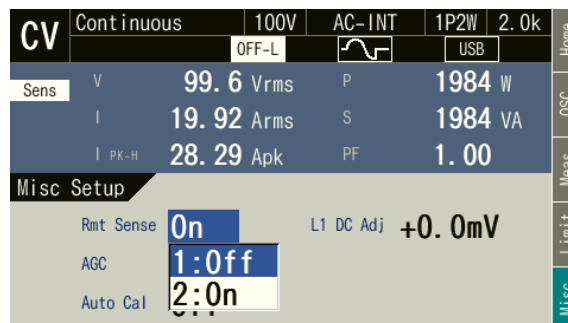 CV Continuous 100V AC-INT 1P2W 2.0k
OFF-L USB
Home
Sens V 99.6 Vrms P 1984 W
OSC
I 19.92 Arms S 1984 VA
I PK-H 28.29 Apk PF 1.00
Meas
Misc Setup
Rmt Sense On L1 DC Adj +0.0mV
Limit
AGC 1:Off
Auto Cal 2:On
Misc